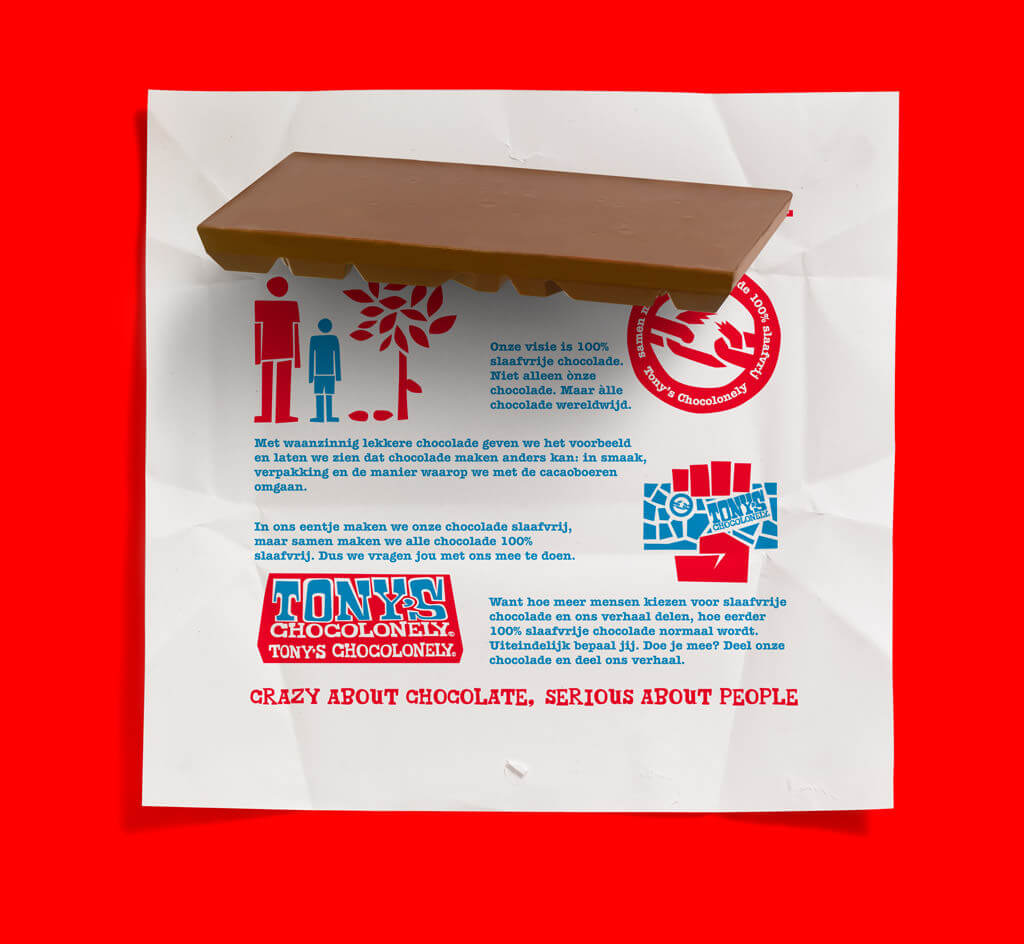 Onze visie is 100%
slaafvrije chocolade.
Niet alleen ònze
chocolade. Maar àlle
chocolade wereldwijd.
samen
de 100% slaafvrij
Tony's Chocolonely
Met waanzinnig lekkere chocolade geven we het voorbeeld
en laten we zien dat chocolade maken anders kan: in smaak,
verpakking en de manier waarop we met de cacaoboeren
omgaan.
TONY'S
CHOCOLONELY
In ons eentje maken we onze chocolade slaafvrij,
maar samen maken we alle chocolade 100%
slaafvrij. Dus we vragen jou met ons mee te doen.
TONY'S
CHOCOLONELY®
TONY'S CHOCOLONELY®
Want hoe meer mensen kiezen voor slaafvrije
chocolade en ons verhaal delen, hoe eerder
100% slaafvrije chocolade normaal wordt.
Uiteindelijk bepaal jij. Doe je mee? Deel onze
chocolade en deel ons verhaal.
CRAZY ABOUT CHOCOLATE, SERIOUS ABOUT PEOPLE